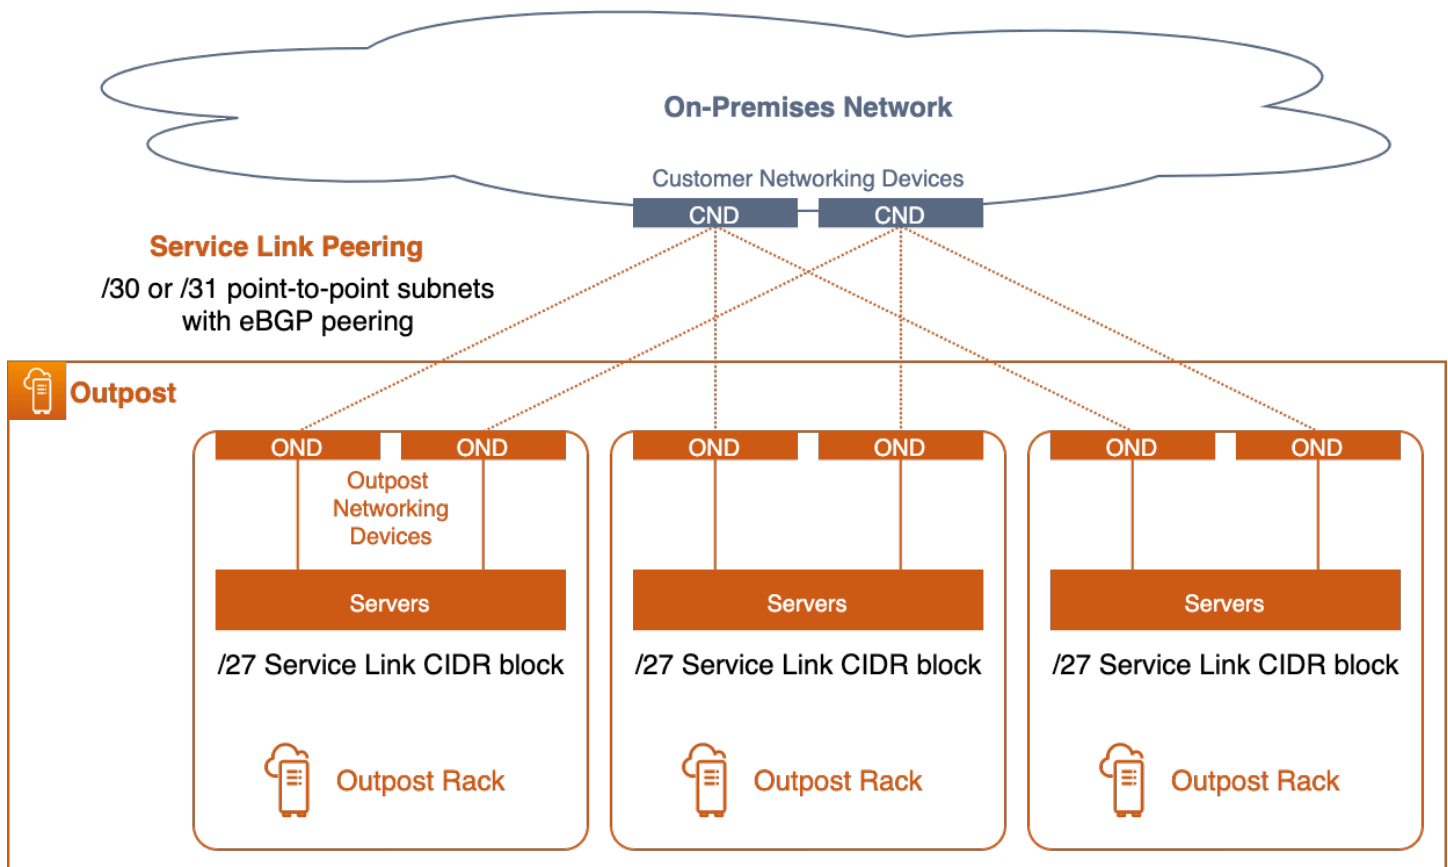 On-Premises Network
Customer Networking Devices
CND
CND
Service Link Peering
/30 or /31 point-to-point subnets
with eBGP peering
Outpost
OND
OND
OND
OND
OND
OND
Outpost
Networking
Devices
Servers
Servers
Servers
/27 Service Link CIDR block
/27 Service Link CIDR block
/27 Service Link CIDR block
Outpost Rack
Outpost Rack
Outpost Rack